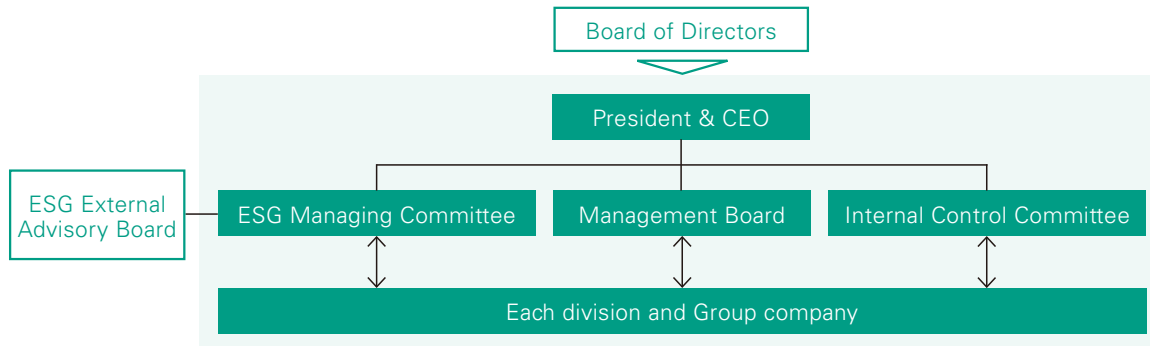 Board of Directors
President & CEO
ESG External
Advisory Board
ESG Managing Committee
Management Board
Internal Control Committee
Each division and Group company